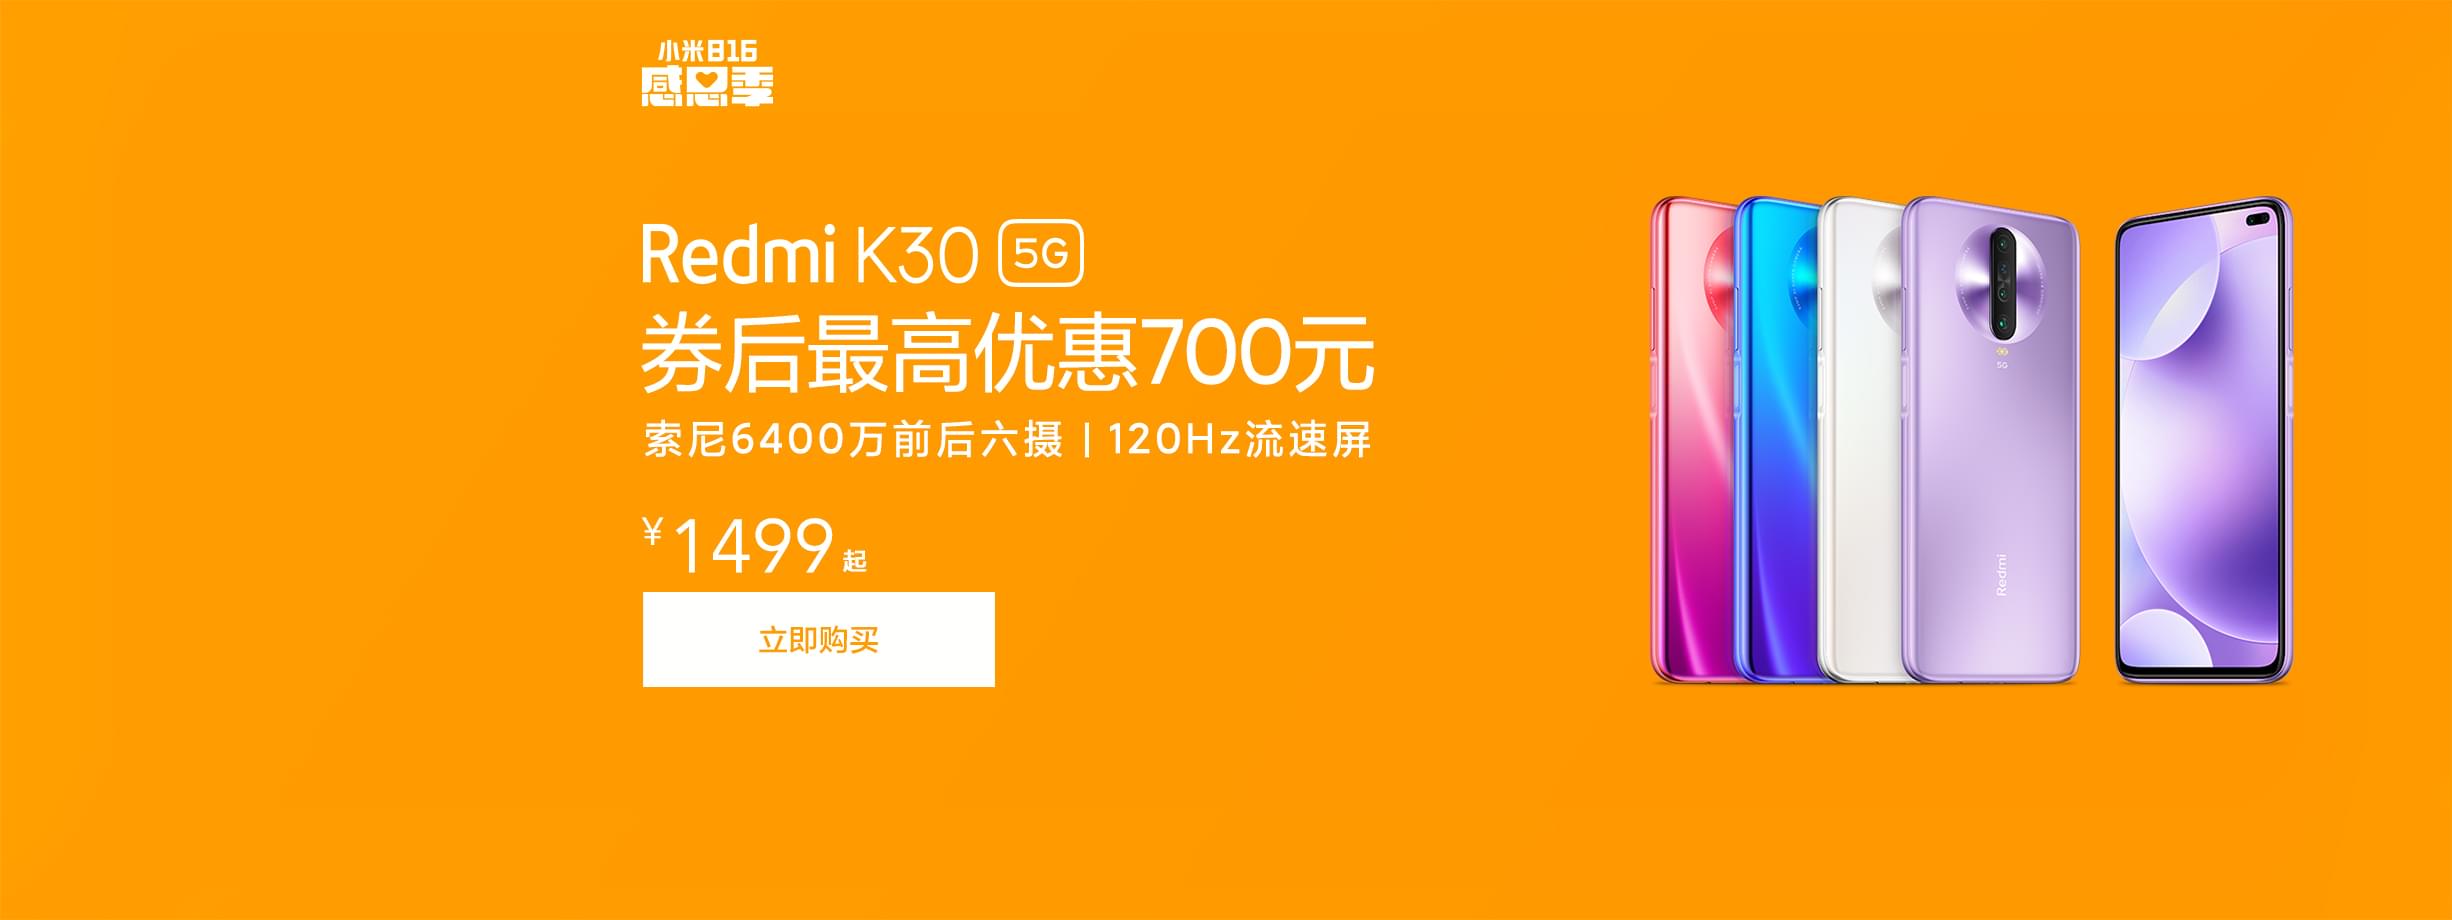 小米816
感恩季
Redmi K30 5G
券后最高优惠700元
索尼6400万前后六摄 | 120Hz流速屏
¥1499起
立即购买
5G
Redmi